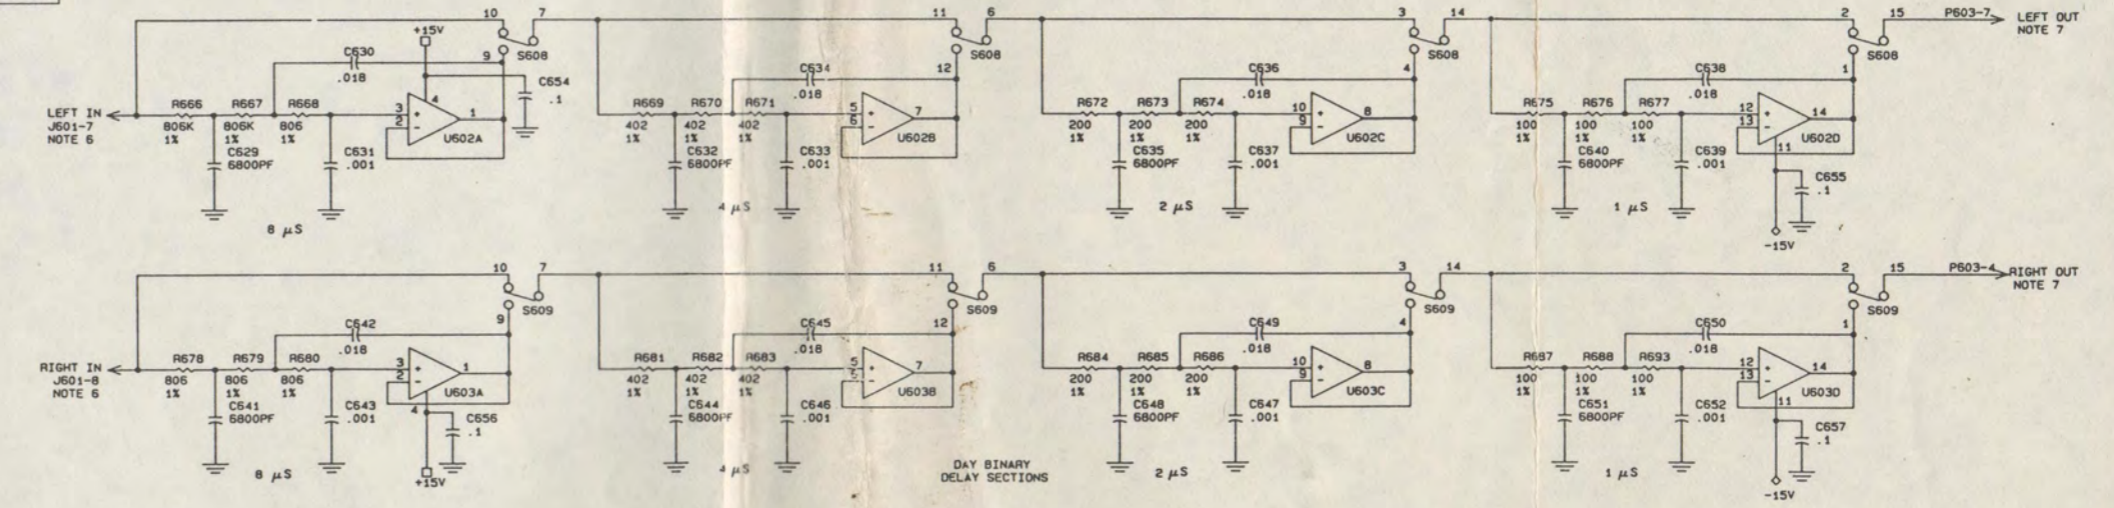 10 7 11 6 3 14 2 15 P603-7 LEFT OUT
NOTE 7
+15V
C630
.018
9
S608
C654
.1
LEFT IN
J601-7
NOTE 6
R666
806K
1%
R667
806K
1%
R668
806
1%
C629
6800PF
C631
.001
3
2
4
1
U602A
8 µS
C634
.018
12
S608
R669
402
1%
R670
402
1%
R671
402
1%
C632
6800PF
C633
.001
5
6
7
U602B
4 µS
C636
.018
4
S608
R672
200
1%
R673
200
1%
R674
200
1%
C635
6800PF
C637
.001
10
9
8
U602C
2 µS
C638
.018
1
S608
R675
100
1%
R676
100
1%
R677
100
1%
C640
6800PF
C639
.001
12
13
14
11
U602D
C655
.1
-15V
1 µS
10 7 11 6 3 14 2 15 P603-4 RIGHT OUT
NOTE 7
C642
.018
9
S609
RIGHT IN
J601-8
NOTE 6
R678
806
1%
R679
806
1%
R680
806
1%
C641
6800PF
C643
.001
3
2
1
4
U603A
C656
.1
+15V
8 µS
C645
.018
12
S609
R681
402
1%
R682
402
1%
R683
402
1%
C644
6800PF
C646
.001
5
7
U603B
4 µS
DAY BINARY
DELAY SECTIONS
C649
.018
4
S609
R684
200
1%
R685
200
1%
R686
200
1%
C648
6800PF
C647
.001
10
9
8
U603C
2 µS
C650
.018
1
S609
R687
100
1%
R688
100
1%
R693
100
1%
C651
6800PF
C652
.001
12
13
14
11
U603D
C657
.1
-15V
1 µS